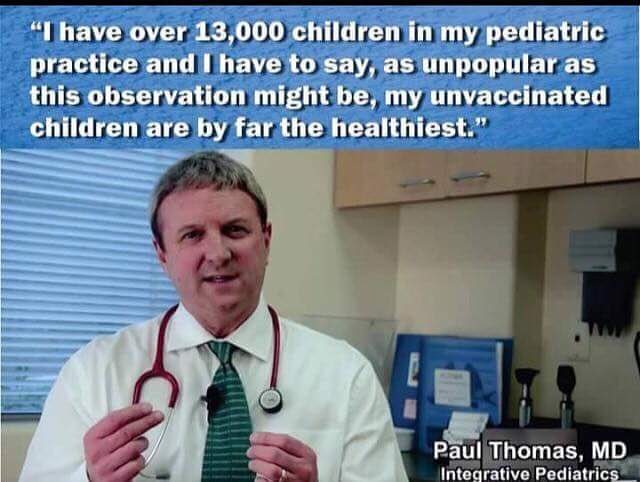 “I have over 13,000 children in my pediatric
practice and I have to say, as unpopular as
this observation might be, my unvaccinated
children are by far the healthiest.”
Paul Thomas, MD
Integrative Pediatrics